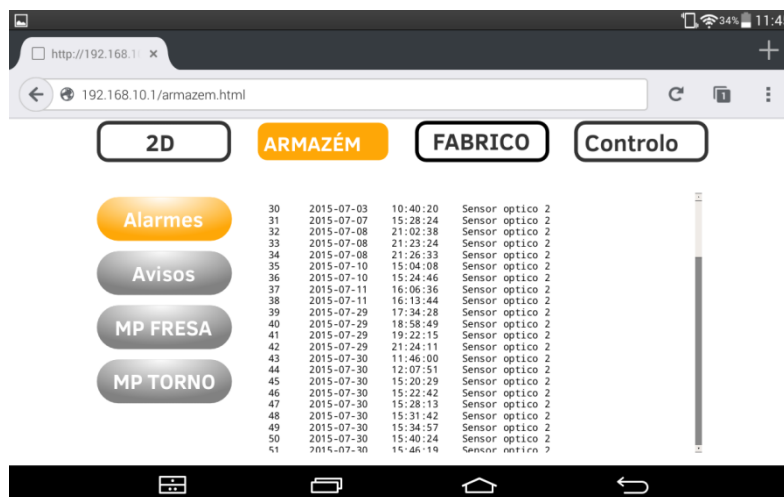 34% 11:4
http://192.168.1
192.168.10.1/armazem.html
1
2D
ARMAZÉM
FABRICO
Controlo
Alarmes
Avisos
MP FRESA
MP TORNO
30 2015-07-03 10:40:20 Sensor optico 2
31 2015-07-07 15:28:24 Sensor optico 2
32 2015-07-08 21:02:38 Sensor optico 2
33 2015-07-08 21:23:24 Sensor optico 2
34 2015-07-08 21:26:33 Sensor optico 2
35 2015-07-10 15:04:08 Sensor optico 2
36 2015-07-10 15:24:46 Sensor optico 2
37 2015-07-11 16:06:36 Sensor optico 2
38 2015-07-11 16:13:44 Sensor optico 2
39 2015-07-29 17:34:28 Sensor optico 2
40 2015-07-29 18:58:49 Sensor optico 2
41 2015-07-29 19:22:15 Sensor optico 2
42 2015-07-29 21:24:11 Sensor optico 2
43 2015-07-30 11:46:00 Sensor optico 2
44 2015-07-30 12:07:51 Sensor optico 2
45 2015-07-30 15:20:29 Sensor optico 2
46 2015-07-30 15:22:42 Sensor optico 2
47 2015-07-30 15:28:13 Sensor optico 2
48 2015-07-30 15:31:42 Sensor optico 2
49 2015-07-30 15:34:57 Sensor optico 2
50 2015-07-30 15:40:24 Sensor optico 2
51 2015-07-30 15:46:19 Sensor optico 2